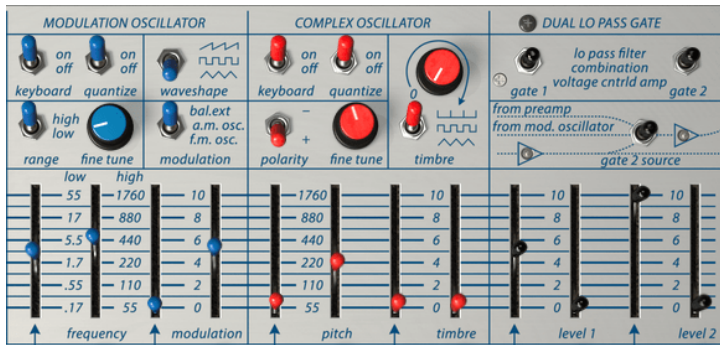 MODULATION OSCILLATOR
on
off
on
off
keyboard quantize waveshape
high
low
bal.ext
a.m. osc.
f.m. osc.
range fine tune modulation
low high
55 1760 10
17 880 8
5.5 440 6
1.7 220 4
.55 110 2
.17 55 0
frequency modulation
COMPLEX OSCILLATOR
on
off
on
off
keyboard quantize
0
−
+
polarity fine tune timbre
1760 10
880 8
440 6
220 4
110 2
55 0
pitch timbre
DUAL LO PASS GATE
lo pass filter
combination
voltage cntrld amp
gate 1 gate 2
from preamp
from mod. oscillator
gate 2 source
10 10
8 8
6 6
4 4
2 2
0 0
level 1 level 2